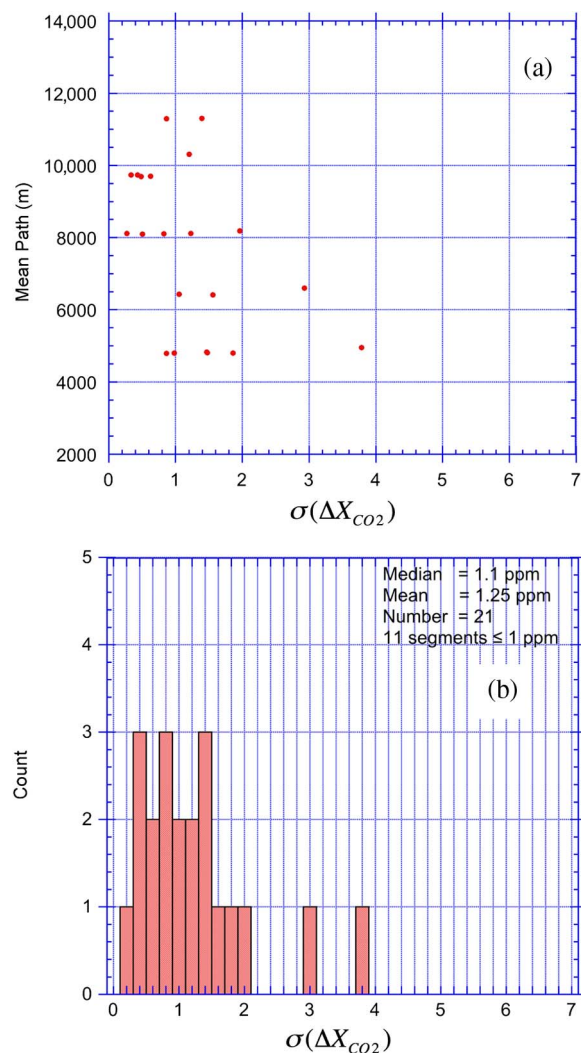 14,000
(a)
12,000
10,000
8000
6000
4000
2000
Mean Path (m)
0 1 2 3 4 5 6 7
σ(ΔX_CO2)
5
4
3
2
1
0
Count
Median = 1.1 ppm
Mean = 1.25 ppm
Number = 21
11 segments ≤ 1 ppm
(b)
0 1 2 3 4 5 6 7
σ(ΔX_CO2)